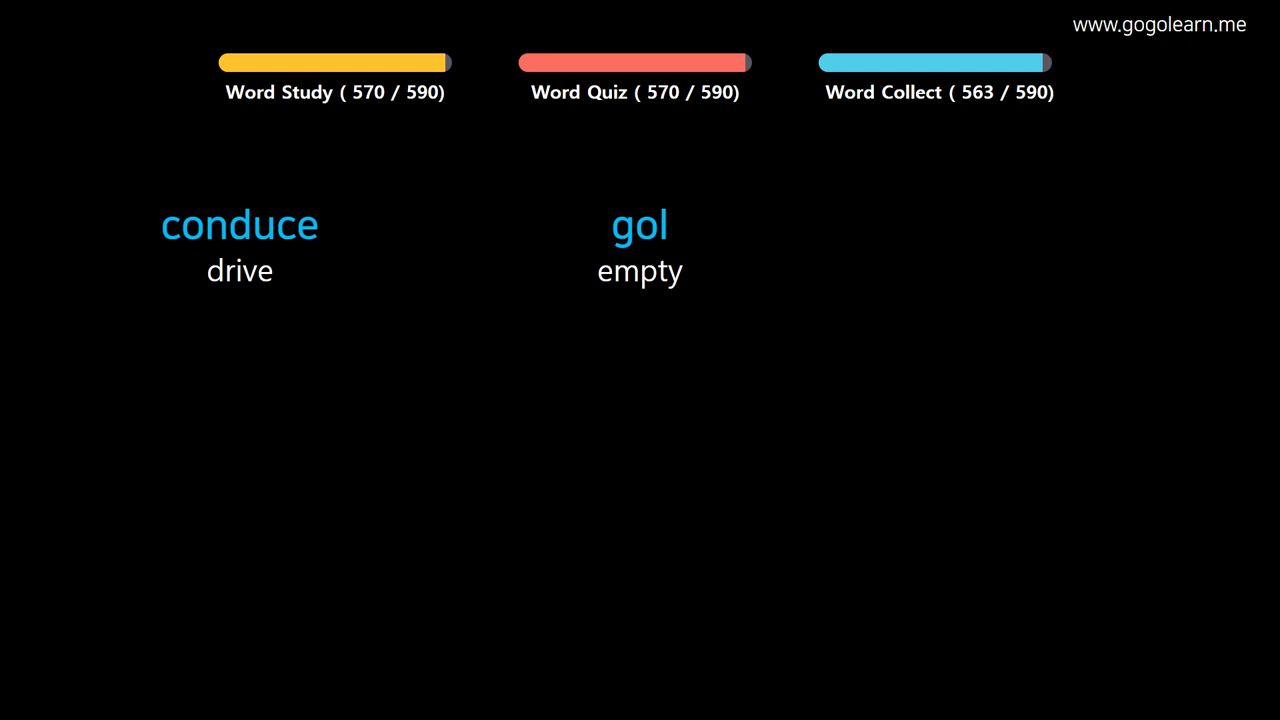 www.gogolearn.me
Word Study ( 570 / 590)
Word Quiz ( 570 / 590)
Word Collect ( 563 / 590)
conduce
drive
gol
empty